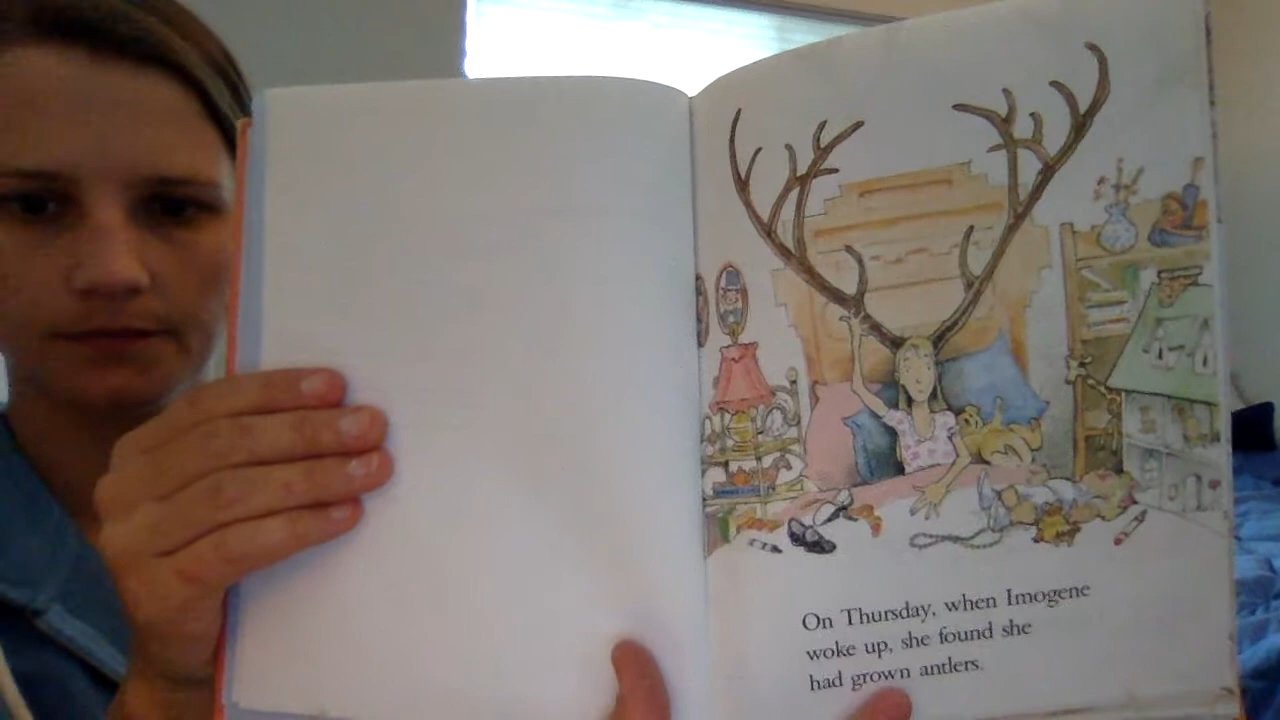 On Thursday, when Imogene
woke up, she found she
had grown antlers.